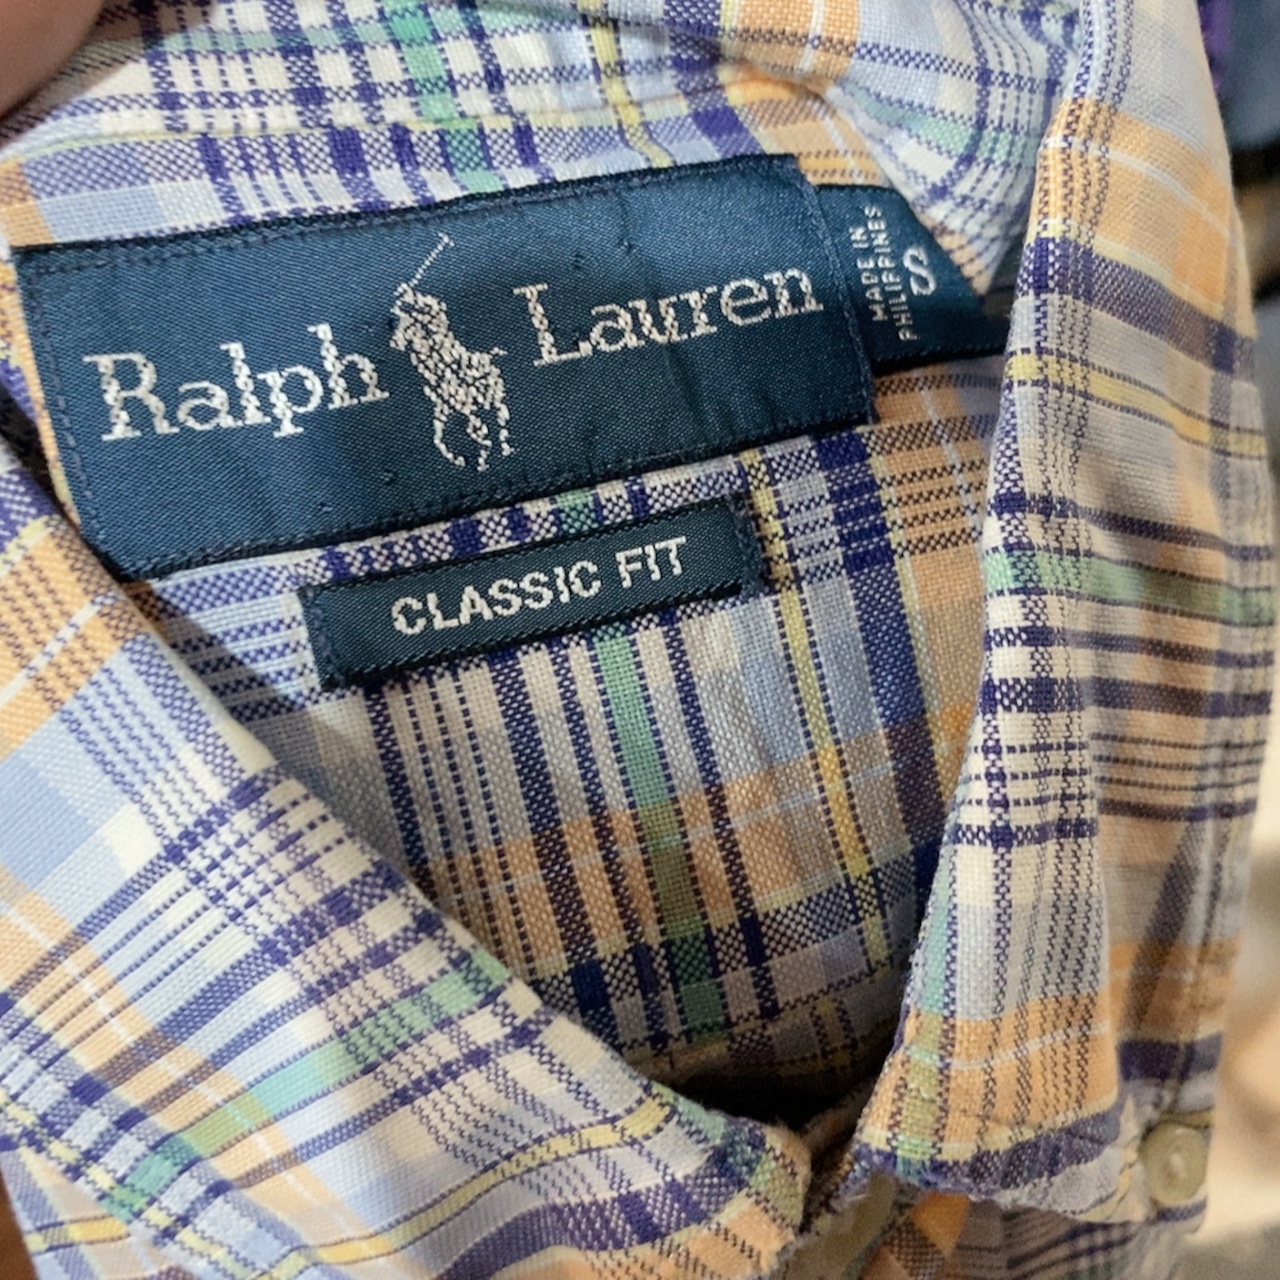 Ralph Lauren
MADE IN
PHILIPPINES
S
CLASSIC FIT